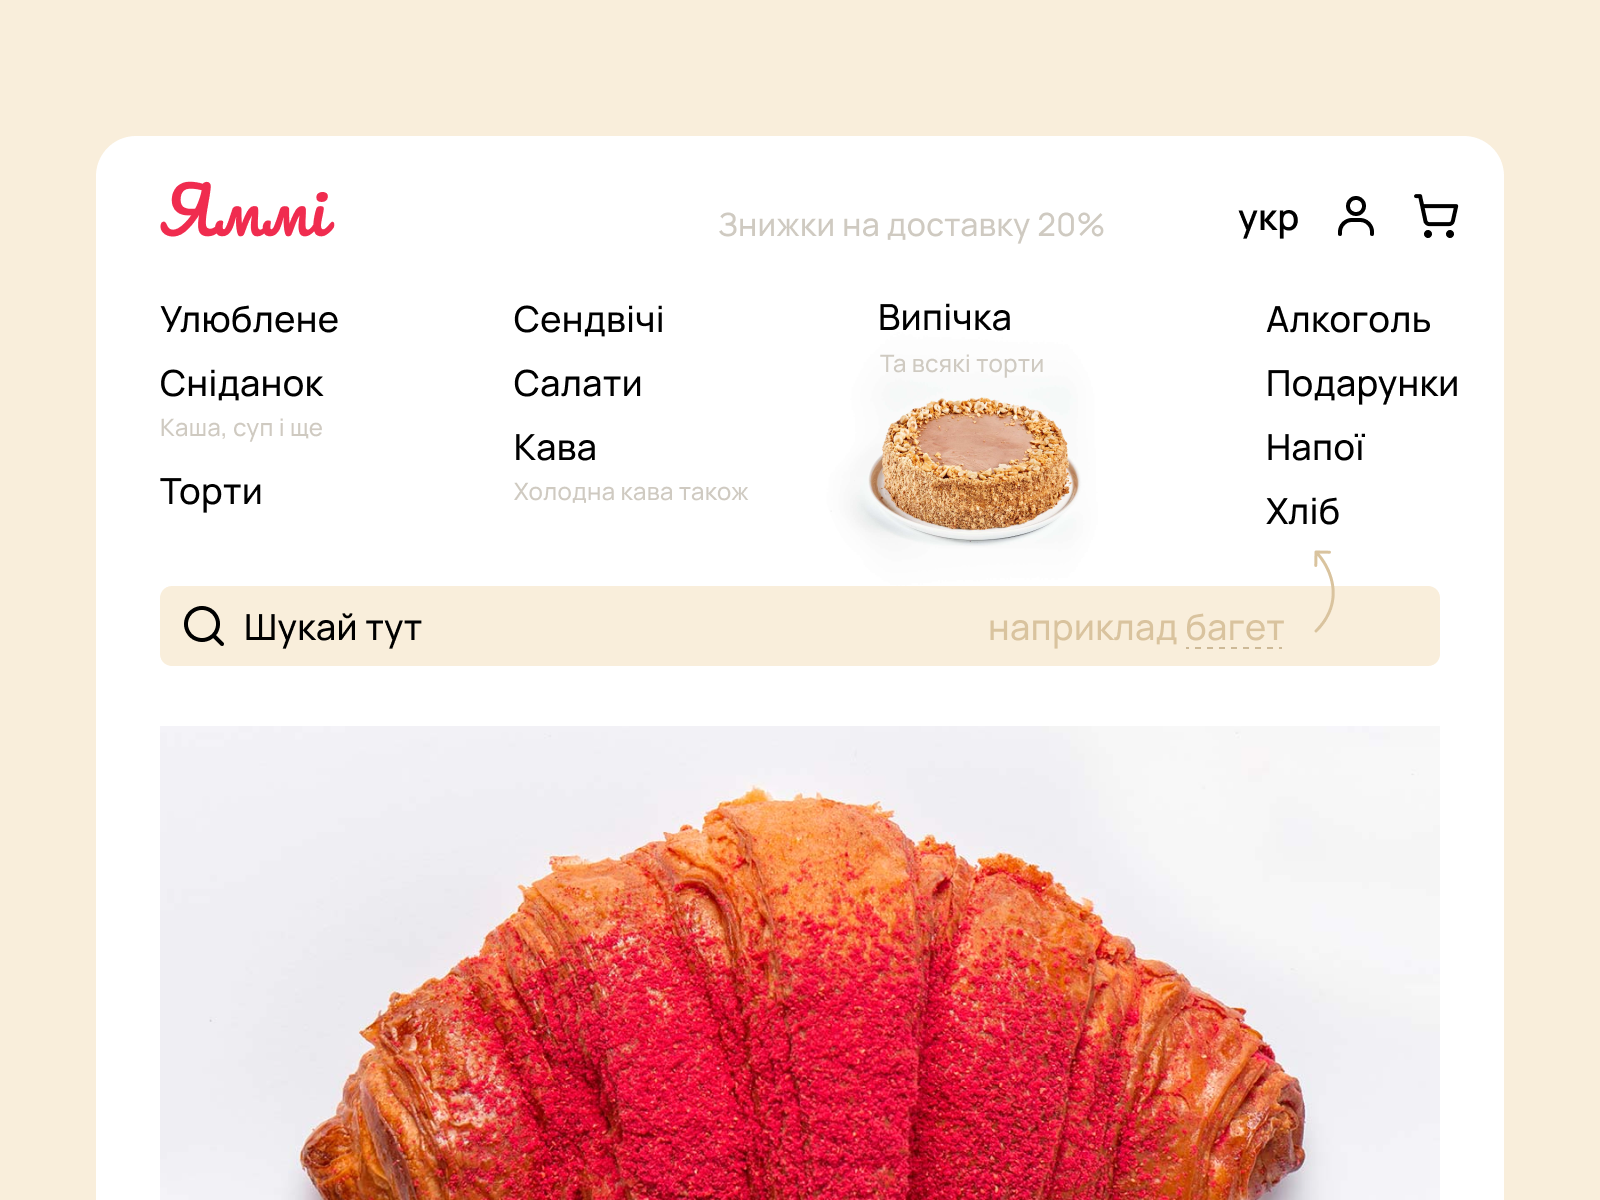 Яммі
Знижки на доставку 20%
укр
Улюблене
Сніданок
Каша, суп і ще
Торти
Сендвічі
Салати
Кава
Холодна кава також
Випічка
Та всякі торти
Алкоголь
Подарунки
Напої
Хліб
Шукай тут
наприклад багет